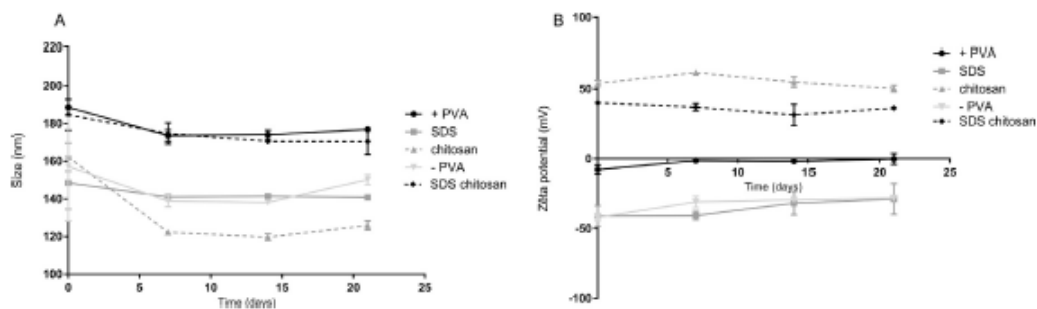 A
220
200
180
160
140
120
100
0
5
10
15
20
25
Size (nm)
Time (days)
+ PVA
SDS
chitosan
- PVA
SDS chitosan
B
100
50
0
-50
-100
5
10
15
20
25
Zêta potential (mV)
Time (days)
+ PVA
SDS
chitosan
- PVA
SDS chitosan